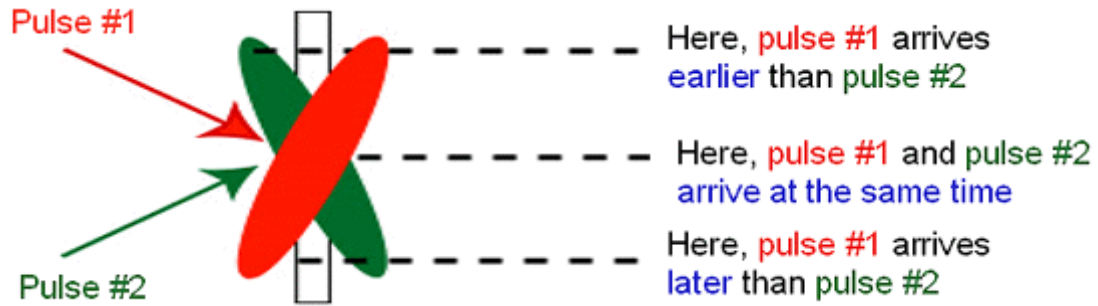 Pulse #1
Here, pulse #1 arrives
earlier than pulse #2
Here, pulse #1 and pulse #2
arrive at the same time
Here, pulse #1 arrives
later than pulse #2
Pulse #2